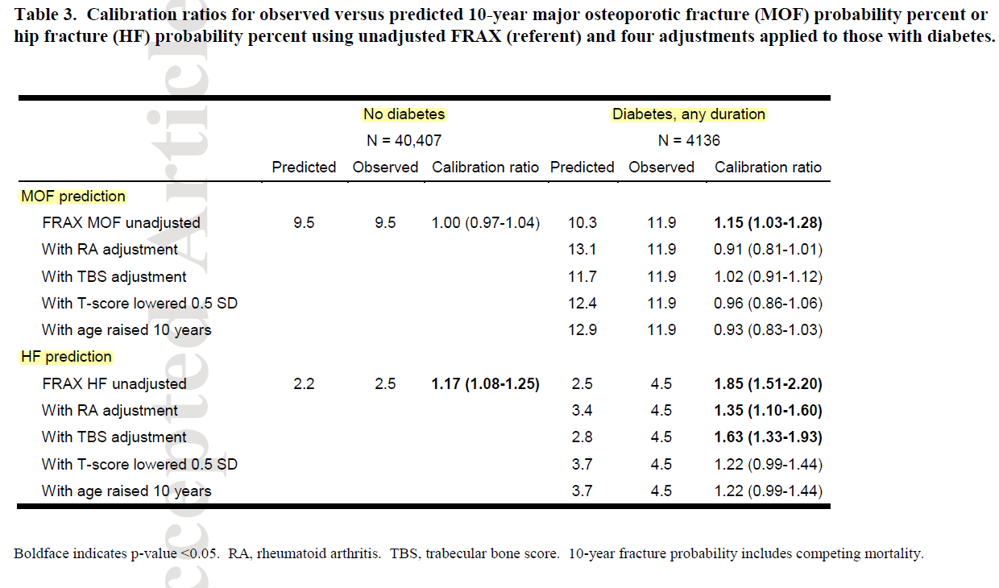 Table 3. Calibration ratios for observed versus predicted 10-year major osteoporotic fracture (MOF) probability percent or
hip fracture (HF) probability percent using unadjusted FRAX (referent) and four adjustments applied to those with diabetes.
No diabetes Diabetes, any duration
N = 40,407 N = 4136
Predicted Observed Calibration ratio Predicted Observed Calibration ratio
MOF prediction
FRAX MOF unadjusted 9.5 9.5 1.00 (0.97-1.04) 10.3 11.9 1.15 (1.03-1.28)
With RA adjustment 13.1 11.9 0.91 (0.81-1.01)
With TBS adjustment 11.7 11.9 1.02 (0.91-1.12)
With T-score lowered 0.5 SD 12.4 11.9 0.96 (0.86-1.06)
With age raised 10 years 12.9 11.9 0.93 (0.83-1.03)
HF prediction
FRAX HF unadjusted 2.2 2.5 1.17 (1.08-1.25) 2.5 4.5 1.85 (1.51-2.20)
With RA adjustment 3.4 4.5 1.35 (1.10-1.60)
With TBS adjustment 2.8 4.5 1.63 (1.33-1.93)
With T-score lowered 0.5 SD 3.7 4.5 1.22 (0.99-1.44)
With age raised 10 years 3.7 4.5 1.22 (0.99-1.44)
Boldface indicates p-value <0.05. RA, rheumatoid arthritis. TBS, trabecular bone score. 10-year fracture probability includes competing mortality.
ccepted Article